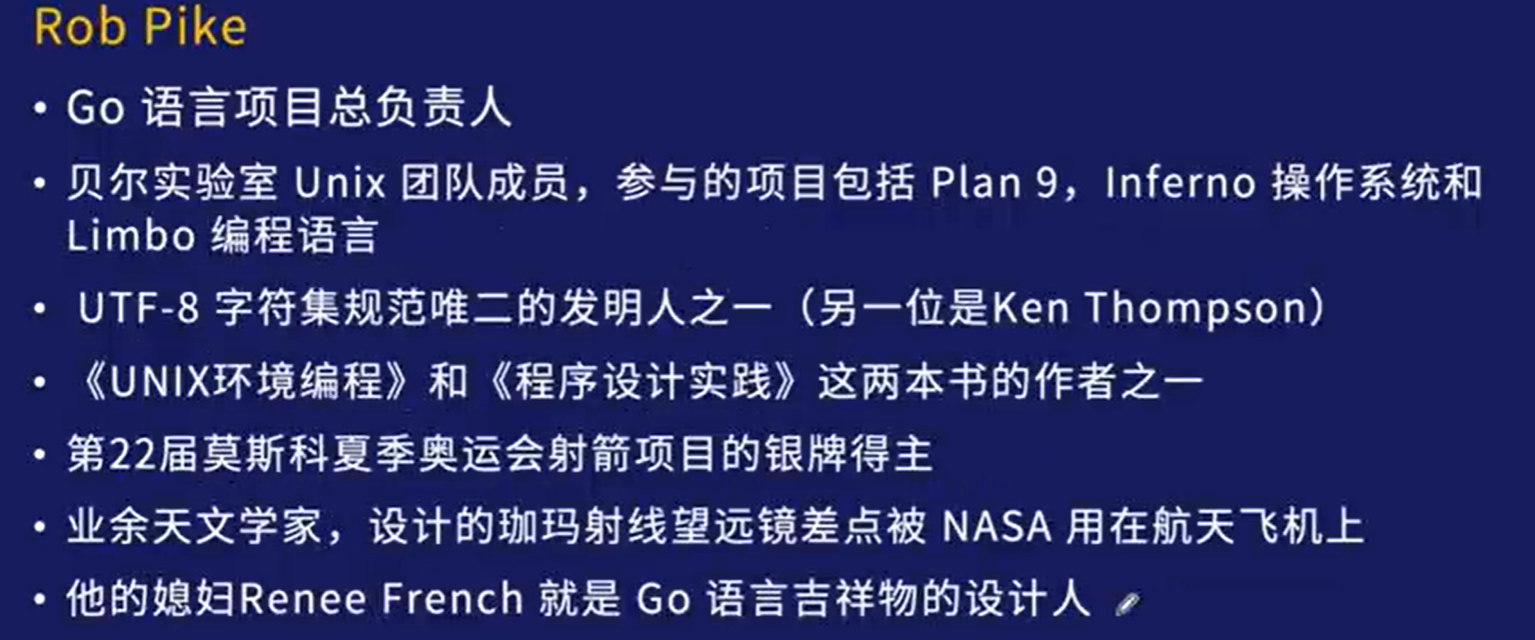 Rob Pike
• Go 语言项目总负责人
• 贝尔实验室 Unix 团队成员，参与的项目包括 Plan 9，Inferno 操作系统和
Limbo 编程语言
• UTF-8 字符集规范唯二的发明人之一（另一位是Ken Thompson）
• 《UNIX环境编程》和《程序设计实践》这两本书的作者之一
• 第22届莫斯科夏季奥运会射箭项目的银牌得主
• 业余天文学家，设计的珈玛射线望远镜差点被 NASA 用在航天飞机上
• 他的媳妇Renee French 就是 Go 语言吉祥物的设计人